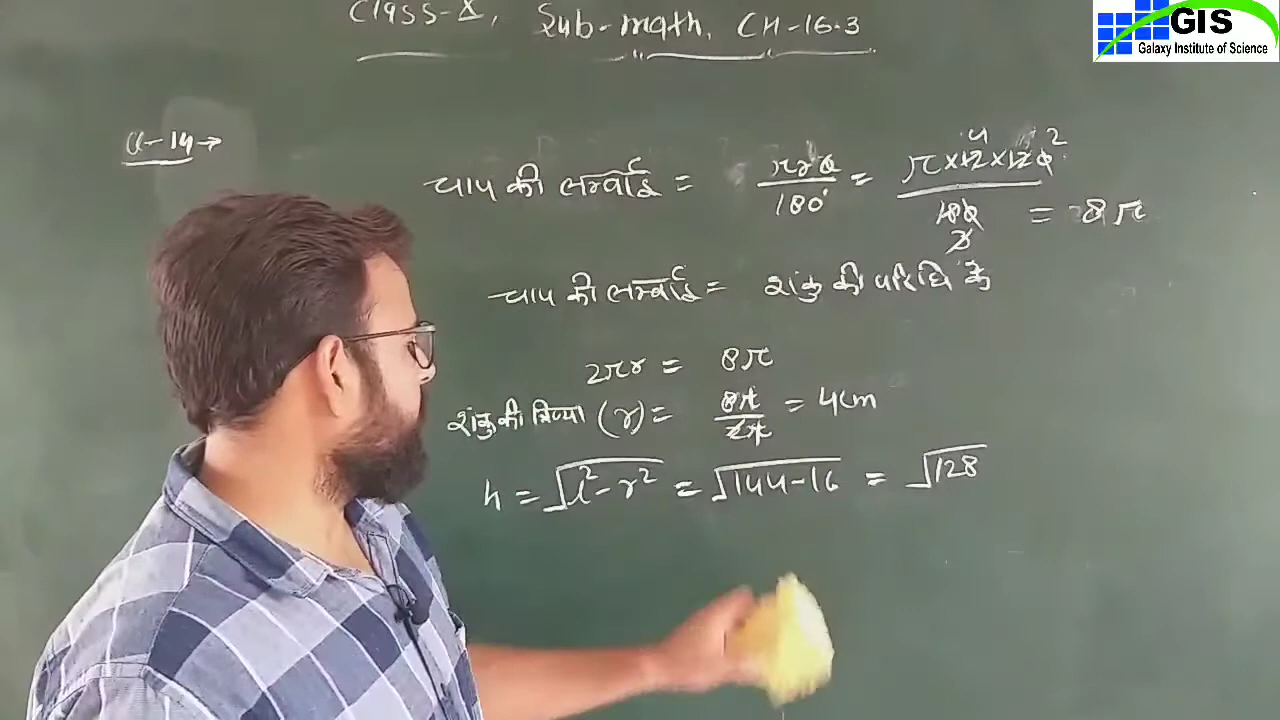 Class-X, Sub-math, CH-16.3
GIS
Galaxy Institute of Science
Q-14→
चाप की लम्बाई = πrθ/180° = π×12×120/180 = 8π
चाप की लम्बाई = शंकु की परिधि के
2πr = 8π
शंकु की त्रिज्या (r) = 8π/2π = 4cm
h = √l²-r² = √144-16 = √128